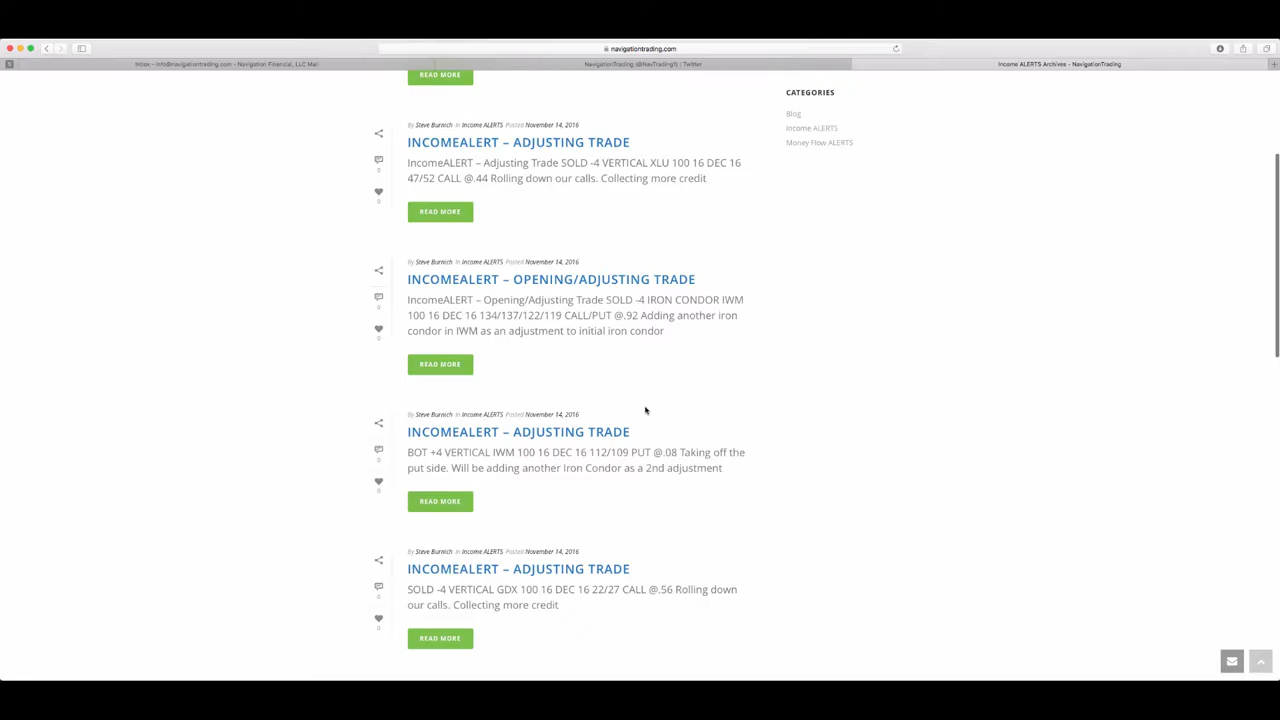 navigationtrading.com
Inbox - info@navigationtrading.com - Navigation Financial, LLC Mail
NavigationTrading (@NavTrading1) | Twitter
Income ALERTS Archives - NavigationTrading
READ MORE
CATEGORIES
Blog
Income ALERTS
Money Flow ALERTS
By Steve Burnich In Income ALERTS Posted November 14, 2016
INCOMEALERT – ADJUSTING TRADE
IncomeALERT – Adjusting Trade SOLD -4 VERTICAL XLU 100 16 DEC 16
47/52 CALL @.44 Rolling down our calls. Collecting more credit
0
0
READ MORE
By Steve Burnich In Income ALERTS Posted November 14, 2016
INCOMEALERT – OPENING/ADJUSTING TRADE
IncomeALERT – Opening/Adjusting Trade SOLD -4 IRON CONDOR IWM
100 16 DEC 16 134/137/122/119 CALL/PUT @.92 Adding another iron
condor in IWM as an adjustment to initial iron condor
0
0
READ MORE
By Steve Burnich In Income ALERTS Posted November 14, 2016
INCOMEALERT – ADJUSTING TRADE
BOT +4 VERTICAL IWM 100 16 DEC 16 112/109 PUT @.08 Taking off the
put side. Will be adding another Iron Condor as a 2nd adjustment
0
0
READ MORE
By Steve Burnich In Income ALERTS Posted November 14, 2016
INCOMEALERT – ADJUSTING TRADE
SOLD -4 VERTICAL GDX 100 16 DEC 16 22/27 CALL @.56 Rolling down
our calls. Collecting more credit
0
0
READ MORE